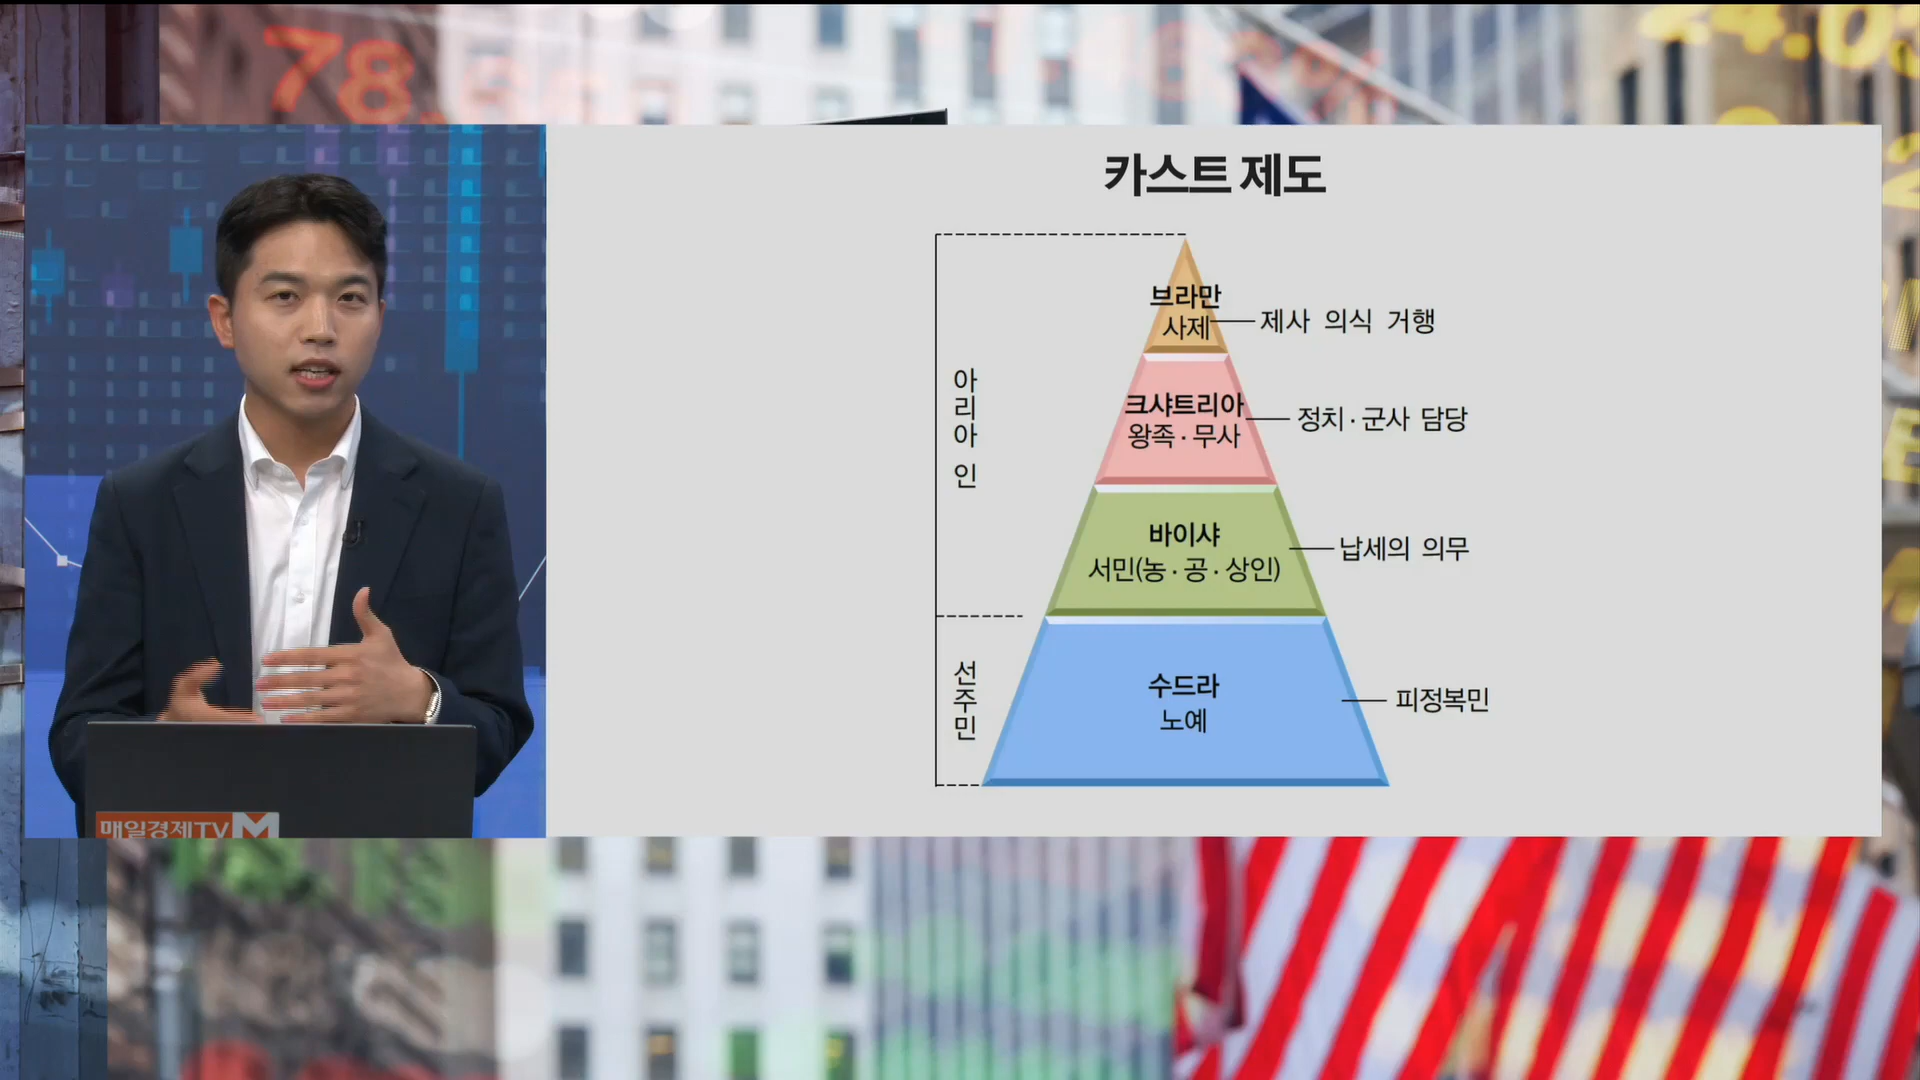 카스트 제도
브라만
사제
제사 의식 거행
크샤트리아
왕족·무사
정치·군사 담당
바이샤
서민(농·공·상인)
납세의 의무
수드라
노예
피정복민
아리아인
선주민
매일경제TV M
78.
24.0